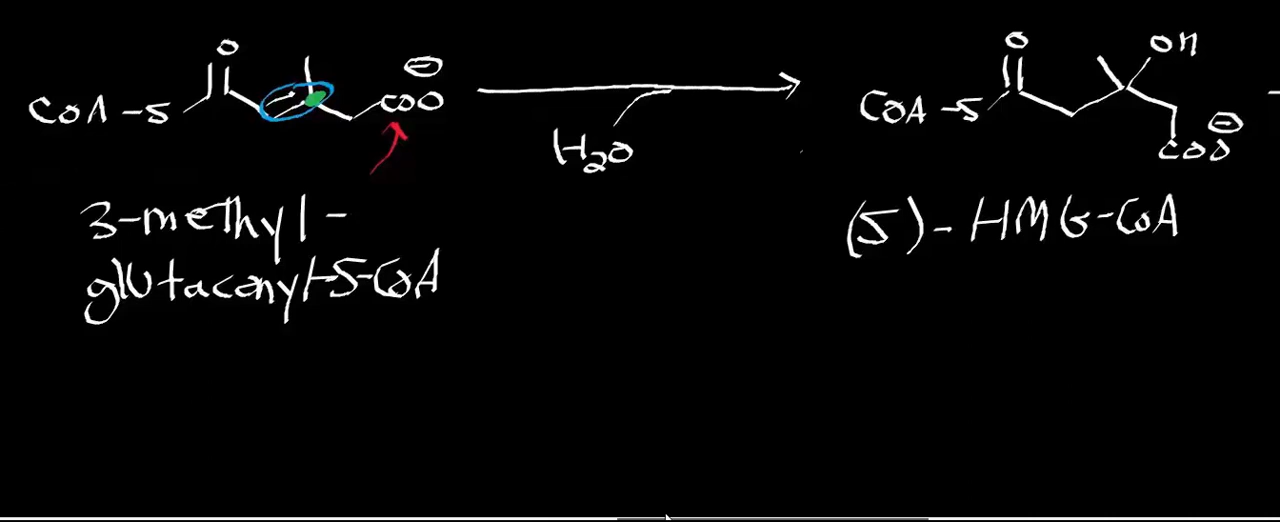 O
CoA-S
COO
⊖
H2O
O
OH
CoA-S
⊖
COO
3-methyl-
glutaconyl-S-CoA
(S)-HMG-CoA